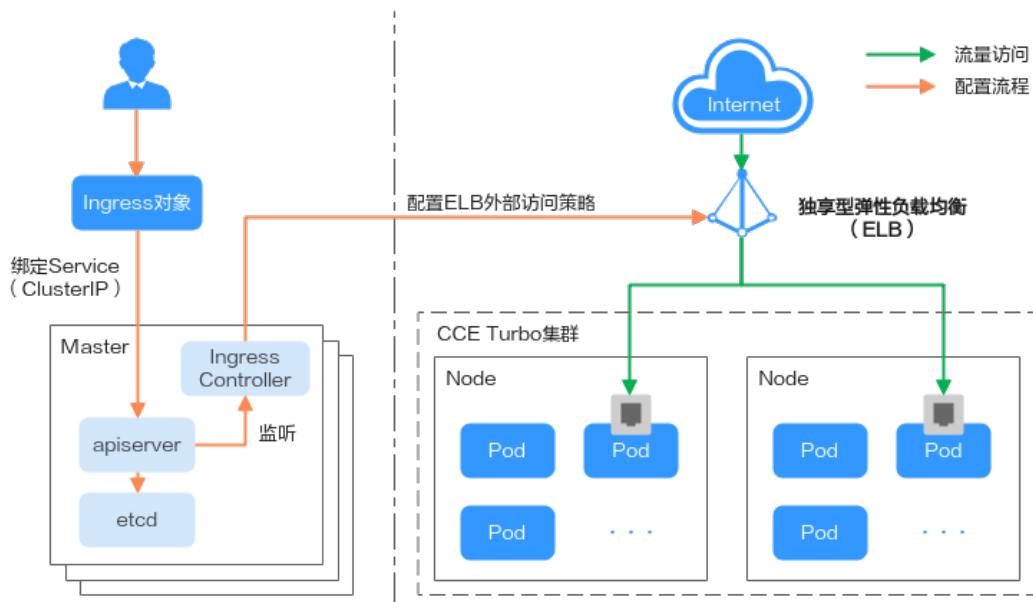 Internet
流量访问
配置流程
Ingress对象
配置ELB外部访问策略
独享型弹性负载均衡
（ELB）
绑定Service
（ClusterIP）
Master
Ingress
Controller
apiserver
监听
etcd
CCE Turbo集群
Node
Pod
Pod
Pod
· · ·
Node
Pod
Pod
Pod
· · ·